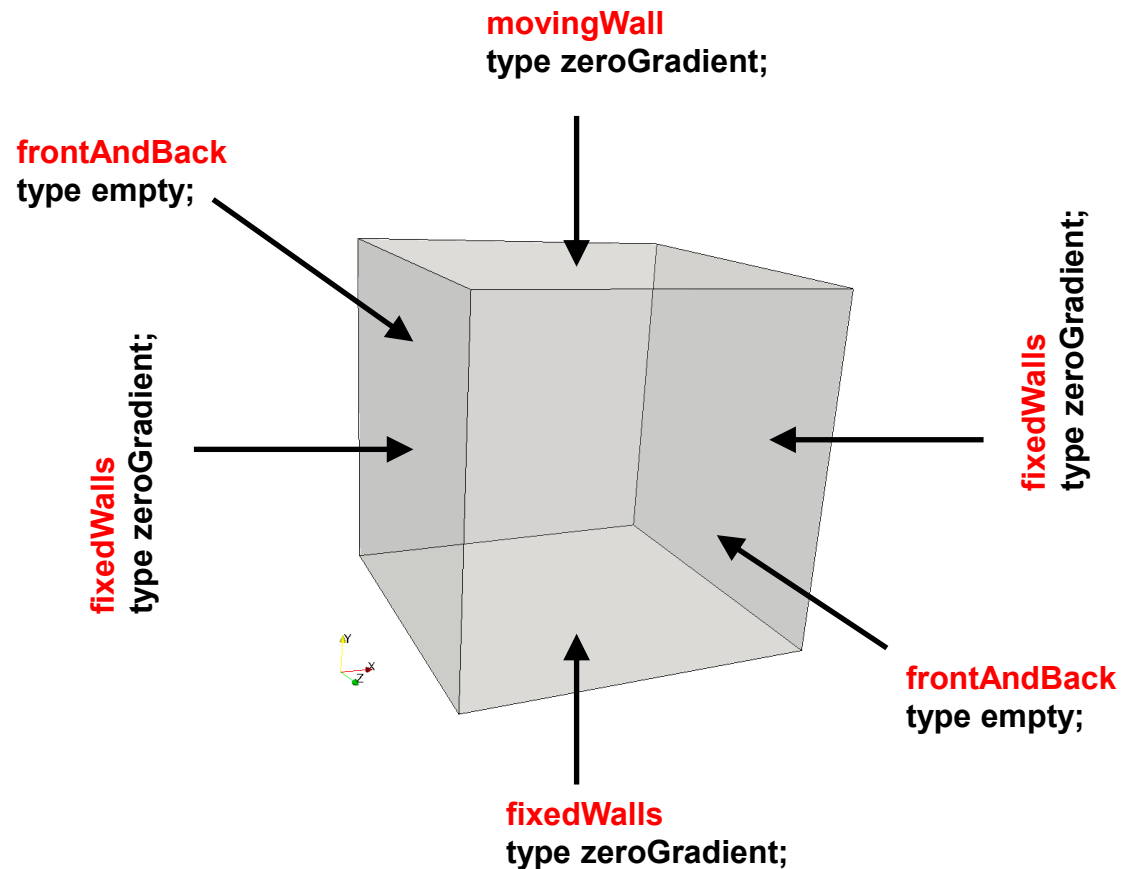 movingWall
type zeroGradient;
frontAndBack
type empty;
fixedWalls
type zeroGradient;
fixedWalls
type zeroGradient;
Y
X
Z
frontAndBack
type empty;
fixedWalls
type zeroGradient;